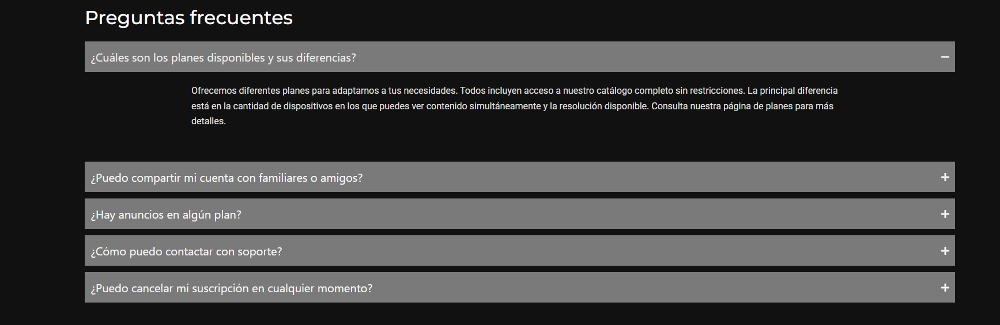 Preguntas frecuentes
¿Cuáles son los planes disponibles y sus diferencias?
Ofrecemos diferentes planes para adaptarnos a tus necesidades. Todos incluyen acceso a nuestro catálogo completo sin restricciones. La principal diferencia
está en la cantidad de dispositivos en los que puedes ver contenido simultáneamente y la resolución disponible. Consulta nuestra página de planes para más
detalles.
¿Puedo compartir mi cuenta con familiares o amigos?
¿Hay anuncios en algún plan?
¿Cómo puedo contactar con soporte?
¿Puedo cancelar mi suscripción en cualquier momento?